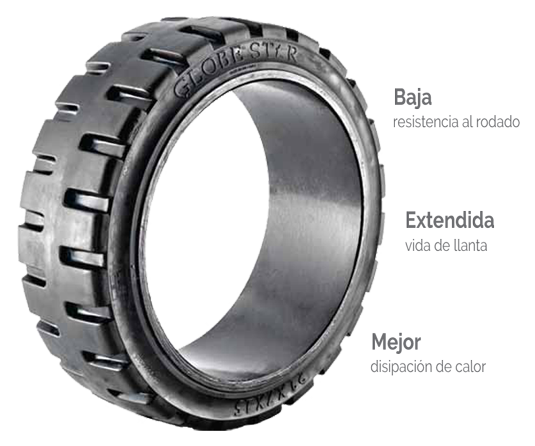 GLOBE STAR
Baja
resistencia al rodado
Extendida
vida de llanta
Mejor
disipación de calor
21X7X15